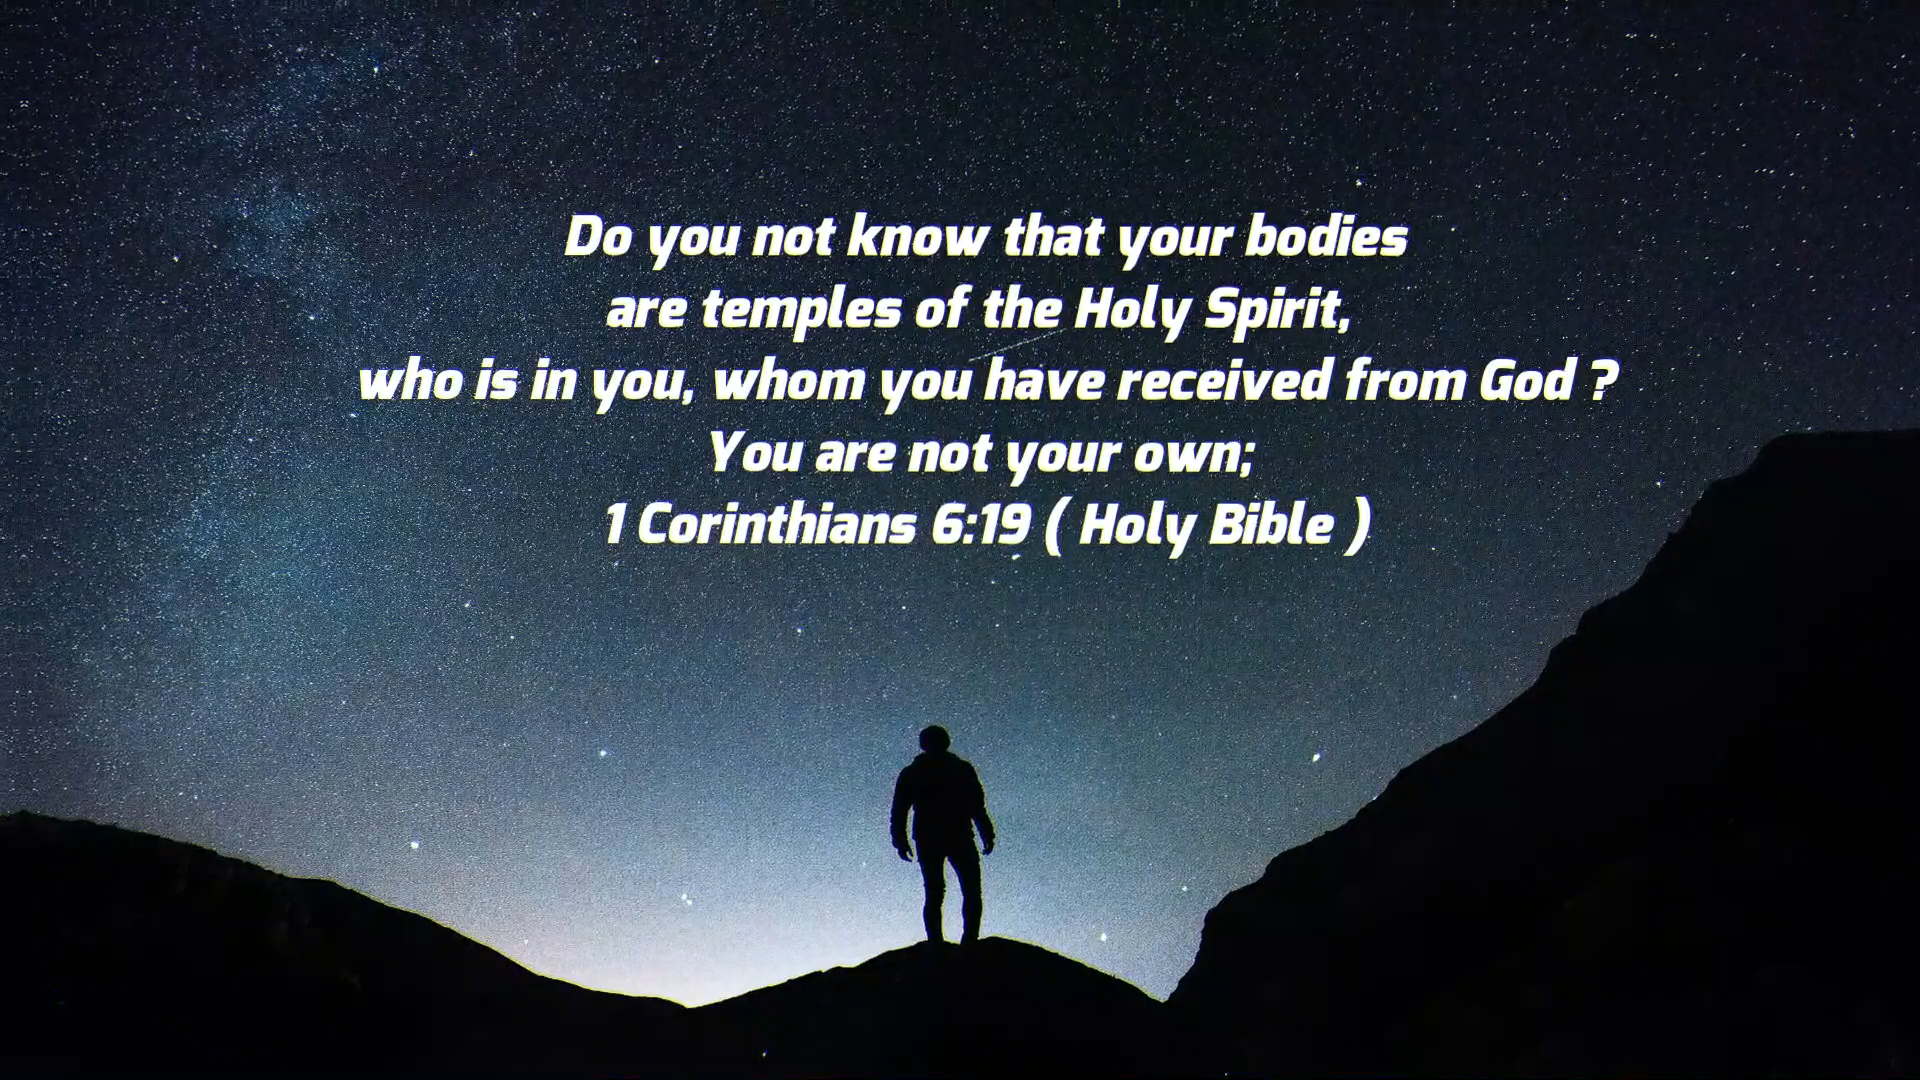 Do you not know that your bodies
are temples of the Holy Spirit,
who is in you, whom you have received from God ?
You are not your own;
1 Corinthians 6:19 ( Holy Bible )